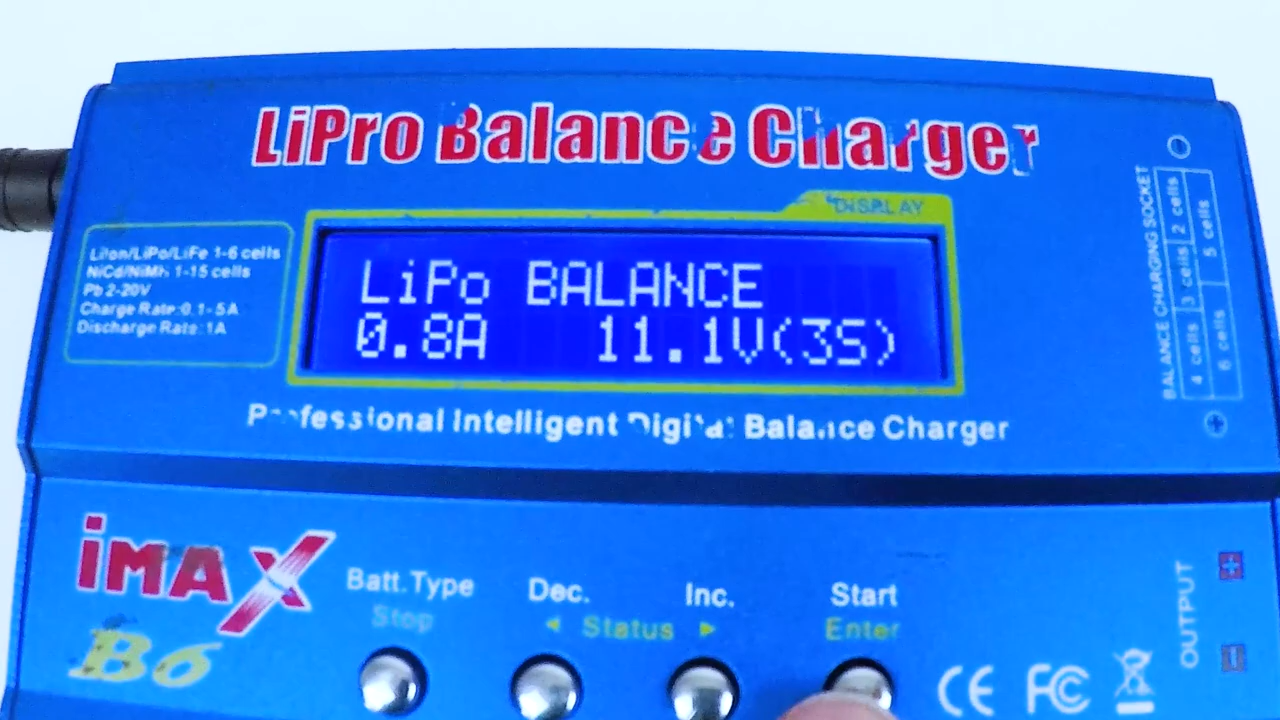 LiPro Balance Charger
DISPLAY
LiIon/LiPo/LiFe 1-6 cells
NiCd/NiMh: 1-15 cells
Pb 2-20V
Charge Rate:0.1-5A
Discharge Rate:1A
LiPo BALANCE
0.8A 11.1V(3S)
BALANCE CHARGING SOCKET
2 cells
3 cells
4 cells
5 cells
6 cells
Professional Intelligent Digital Balance Charger
iMAX
B6
Batt.Type
Stop
Dec.
Inc.
◄ Status ►
Start
Enter
OUTPUT
+
-
CE FC